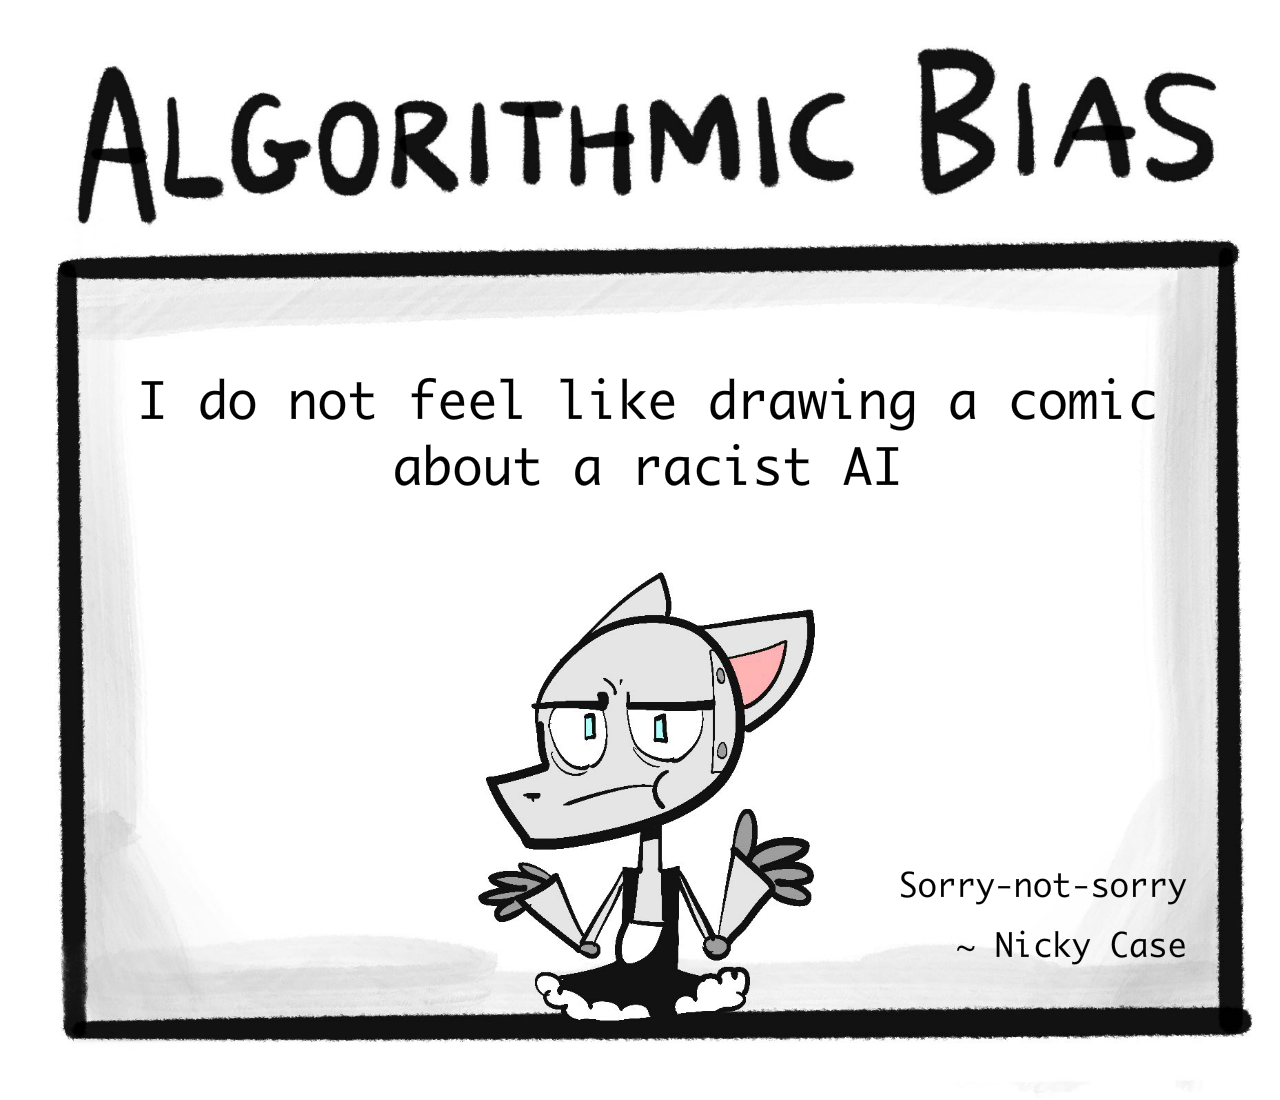 ALGORITHMIC BIAS
I do not feel like drawing a comic
about a racist AI
Sorry-not-sorry
~ Nicky Case